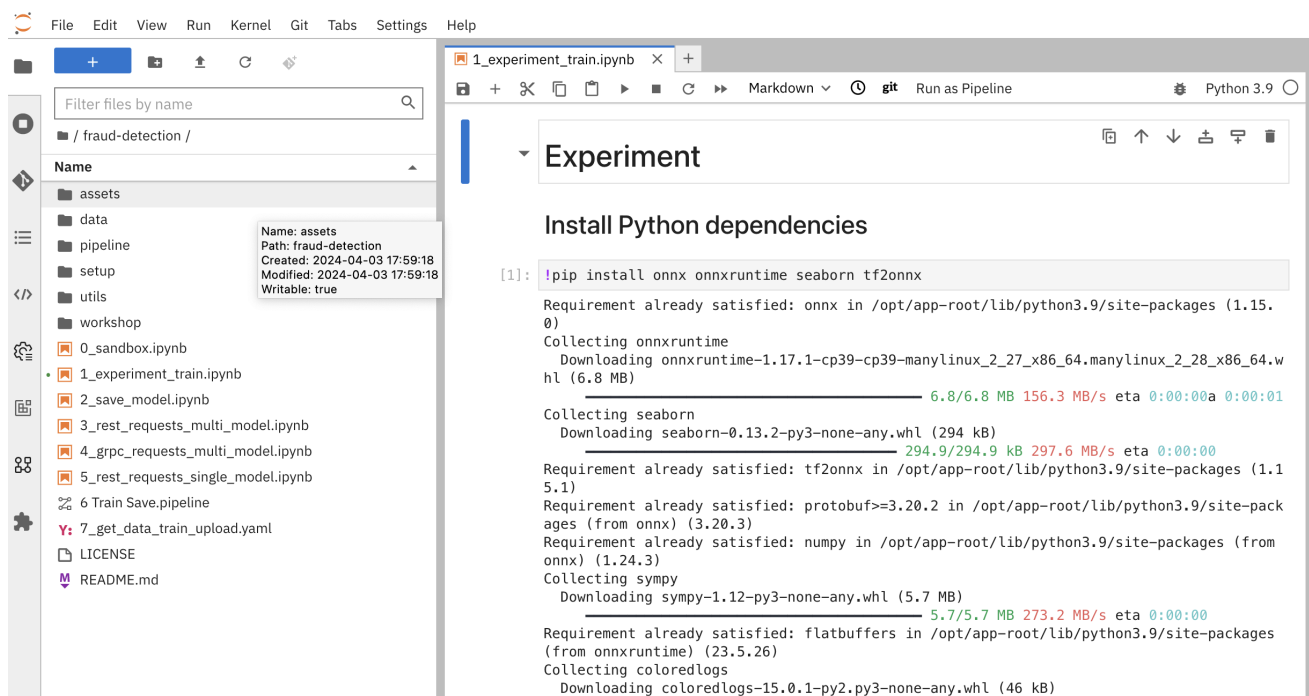 File Edit View Run Kernel Git Tabs Settings Help
Filter files by name
/ fraud-detection /
Name
assets
data
pipeline
setup
utils
workshop
0_sandbox.ipynb
1_experiment_train.ipynb
2_save_model.ipynb
3_rest_requests_multi_model.ipynb
4_grpc_requests_multi_model.ipynb
5_rest_requests_single_model.ipynb
6 Train Save.pipeline
Y: 7_get_data_train_upload.yaml
LICENSE
M README.md
Name: assets
Path: fraud-detection
Created: 2024-04-03 17:59:18
Modified: 2024-04-03 17:59:18
Writable: true
1_experiment_train.ipynb
Markdown git Run as Pipeline Python 3.9
Experiment
Install Python dependencies
[1]: !pip install onnx onnxruntime seaborn tf2onnx
Requirement already satisfied: onnx in /opt/app-root/lib/python3.9/site-packages (1.15.
0)
Collecting onnxruntime
Downloading onnxruntime-1.17.1-cp39-cp39-manylinux_2_27_x86_64.manylinux_2_28_x86_64.w
hl (6.8 MB)
6.8/6.8 MB 156.3 MB/s eta 0:00:00a 0:00:01
Collecting seaborn
Downloading seaborn-0.13.2-py3-none-any.whl (294 kB)
294.9/294.9 kB 297.6 MB/s eta 0:00:00
Requirement already satisfied: tf2onnx in /opt/app-root/lib/python3.9/site-packages (1.1
5.1)
Requirement already satisfied: protobuf>=3.20.2 in /opt/app-root/lib/python3.9/site-pack
ages (from onnx) (3.20.3)
Requirement already satisfied: numpy in /opt/app-root/lib/python3.9/site-packages (from
onnx) (1.24.3)
Collecting sympy
Downloading sympy-1.12-py3-none-any.whl (5.7 MB)
5.7/5.7 MB 273.2 MB/s eta 0:00:00
Requirement already satisfied: flatbuffers in /opt/app-root/lib/python3.9/site-packages
(from onnxruntime) (23.5.26)
Collecting coloredlogs
Downloading coloredlogs-15.0.1-py2.py3-none-any.whl (46 kB)